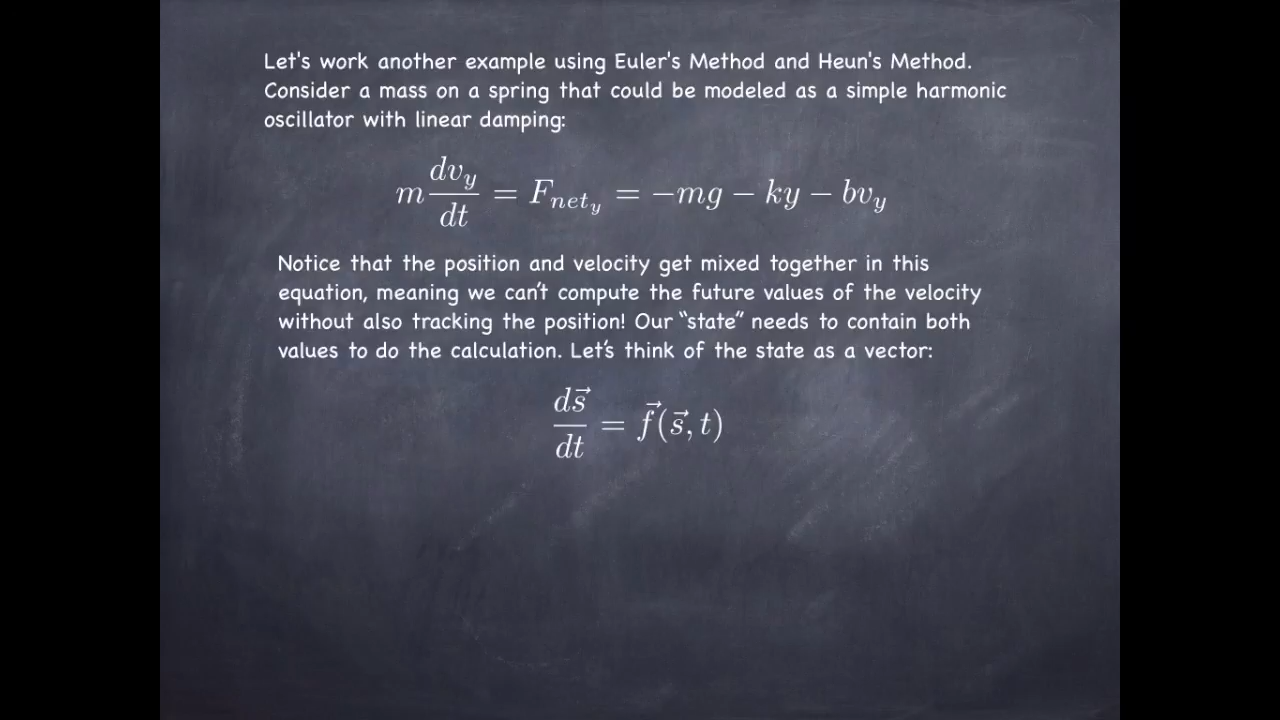 Let's work another example using Euler's Method and Heun's Method.
Consider a mass on a spring that could be modeled as a simple harmonic
oscillator with linear damping:
m dv_y/dt = F_{net_y} = −mg − ky − bv_y
Notice that the position and velocity get mixed together in this
equation, meaning we can’t compute the future values of the velocity
without also tracking the position! Our “state” needs to contain both
values to do the calculation. Let’s think of the state as a vector:
ds⃗/dt = f⃗(s⃗, t)